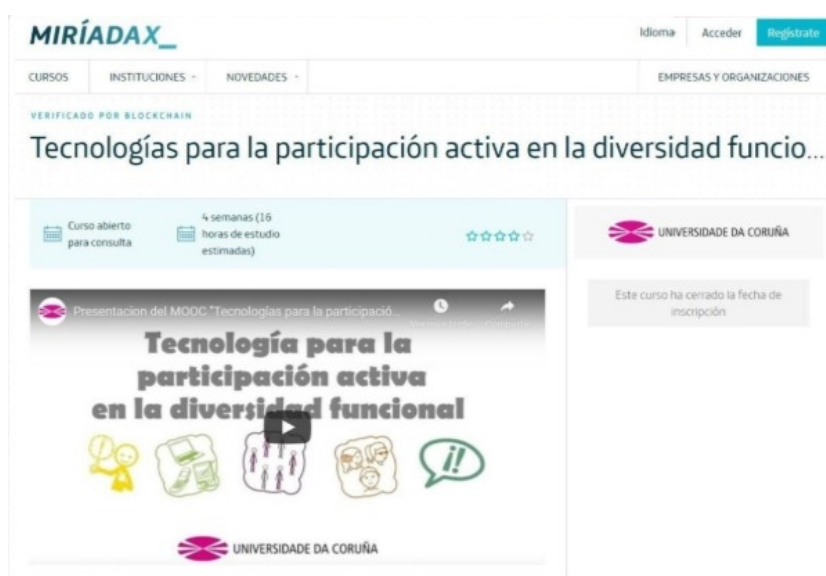 MIRÍADAX_
Idioma Acceder Regístrate
CURSOS INSTITUCIONES NOVEDADES EMPRESAS Y ORGANIZACIONES
VERIFICADO POR BLOCKCHAIN
Tecnologías para la participación activa en la diversidad funcio...
Curso abierto
para consulta
4 semanas (16
horas de estudio
estimadas)
UNIVERSIDADE DA CORUÑA
Este curso ha cerrado la fecha de
inscripción
Presentacion del MOOC "Tecnologías para la participació...
Tecnología para la
participación activa
en la diversidad funcional
¡!
UNIVERSIDADE DA CORUÑA